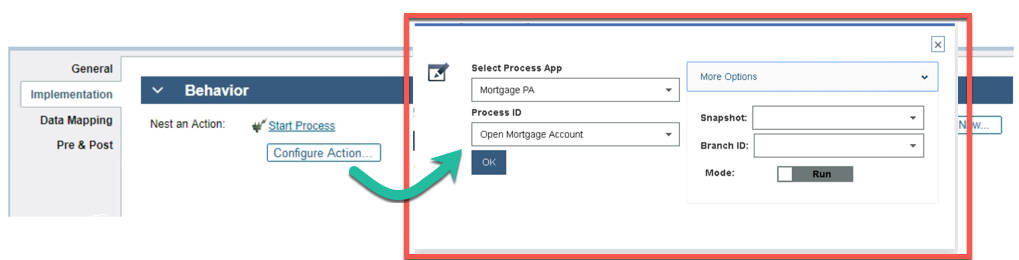 General
Implementation
Data Mapping
Pre & Post
Behavior
Nest an Action:
Start Process
Configure Action...
Select Process App
Mortgage PA
Process ID
Open Mortgage Account
OK
More Options
Snapshot:
Branch ID:
Mode:
Run